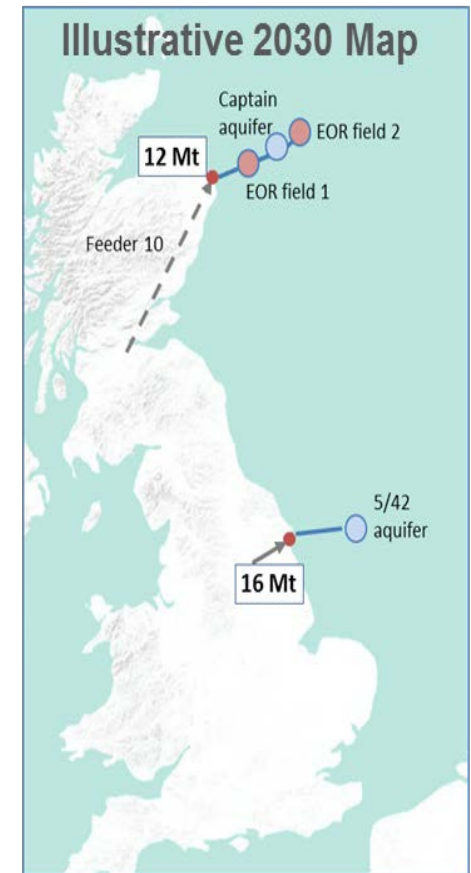 Illustrative 2030 Map
Captain
aquifer
EOR field 2
12 Mt
EOR field 1
Feeder 10
5/42
aquifer
16 Mt